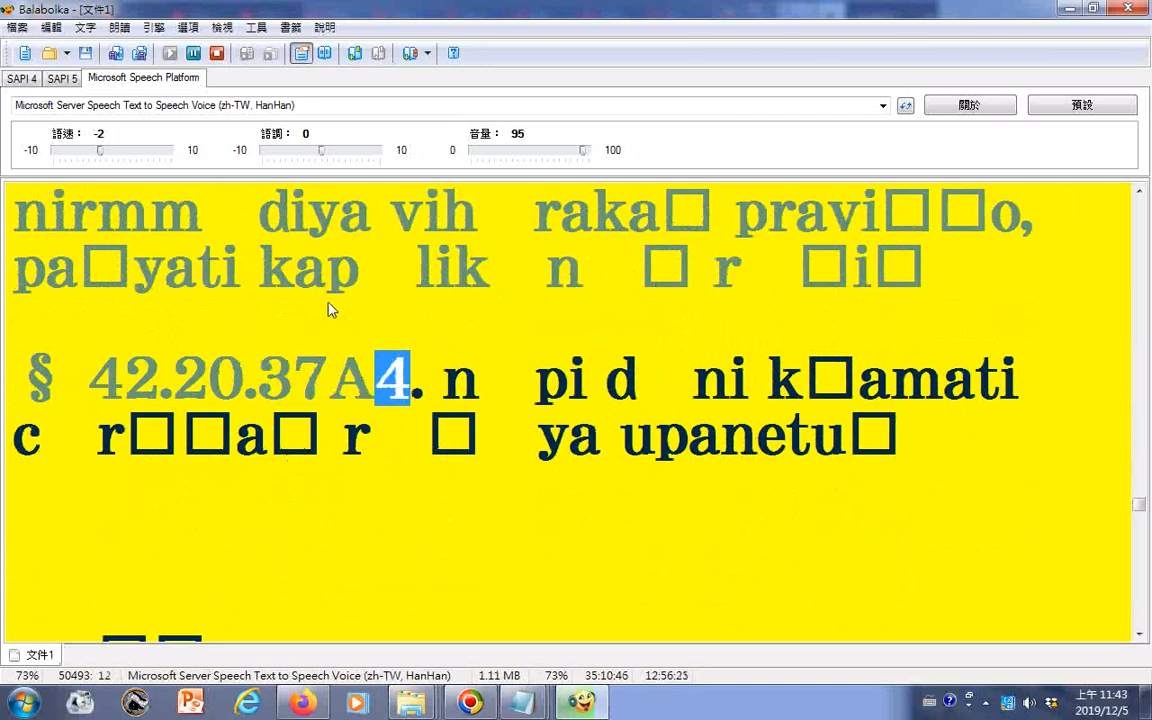 Balabolka - [文件1]
檔案 編輯 文字 朗讀 引擎 選項 檢視 工具 書籤 說明
SAPI 4 SAPI 5 Microsoft Speech Platform
Microsoft Server Speech Text to Speech Voice (zh-TW, HanHan)
關於 預設
語速： -2 語調： 0 音量： 95
-10 10 -10 10 0 100
nirmm diya vih raka□ pravi□□o,
pa□yati kap lik n □ r □i□
§ 42.20.37A4. n pi d ni k□amati
c r□□a□ r □ ya upanetu□
文件1
73% 50493: 12 Microsoft Server Speech Text to Speech Voice (zh-TW, HanHan) 1.11 MB 73% 35:10:46 12:56:25
上午 11:43
2019/12/5